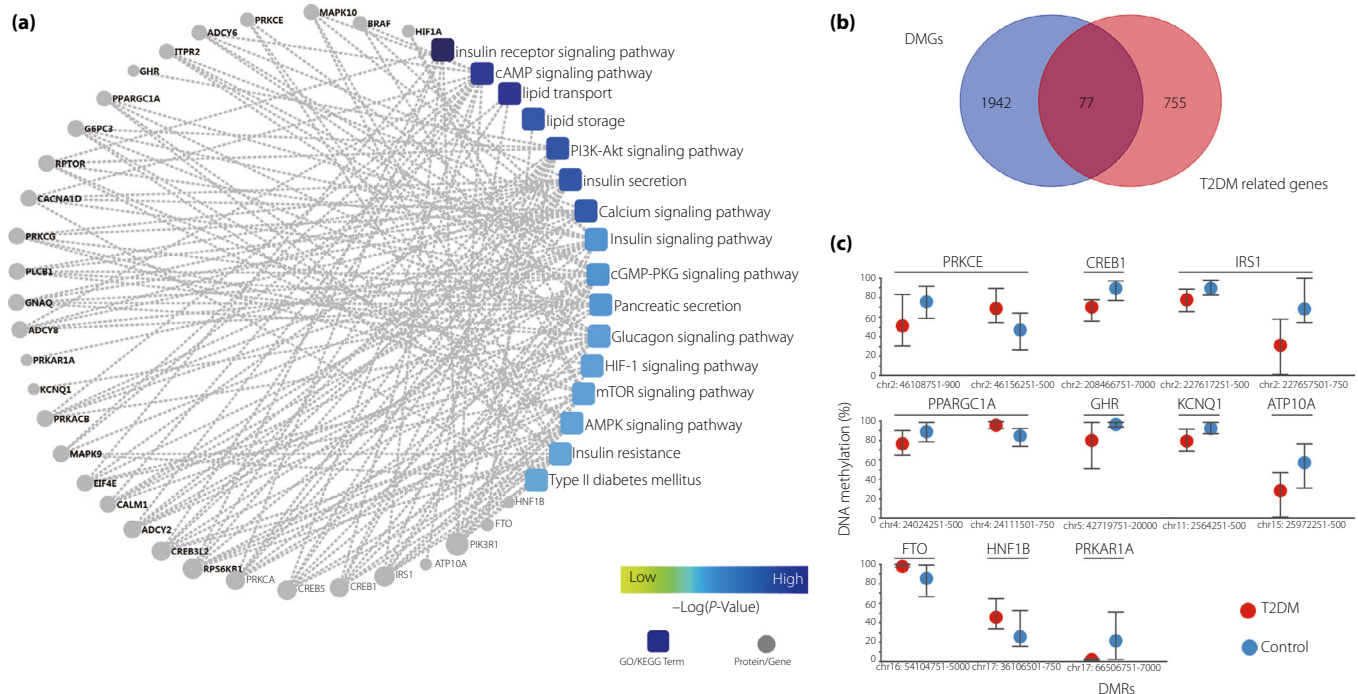 (a)
MAPK10
PRKCE
BRAF
ADCY6
HIF1A
ITPR2
GHR
PPARGC1A
G6PC3
RPTOR
CACNA1D
PRKCG
PLCB1
GNAQ
ADCY8
PRKAR1A
KCNQ1
PRKACB
MAPK9
EIF4E
CALM1
ADCY2
CREB3L2
RPS6KB1
PRKCA
CREB5
CREB1
IRS1
ATP10A
PIK3R1
FTO
HNF1B
insulin receptor signaling pathway
cAMP signaling pathway
lipid transport
lipid storage
PI3K-Akt signaling pathway
insulin secretion
Calcium signaling pathway
Insulin signaling pathway
cGMP-PKG signaling pathway
Pancreatic secretion
Glucagon signaling pathway
HIF-1 signaling pathway
mTOR signaling pathway
AMPK signaling pathway
Insulin resistance
Type II diabetes mellitus
Low High
–Log(P-Value)
GO/KEGG Term Protein/Gene
(b)
DMGs
1942 77 755
T2DM related genes
(c)
PRKCE CREB1 IRS1
100
80
60
40
20
0
chr2: 46108751-900 chr2: 46156251-500 chr2: 208466751-7000 chr2: 227617251-500 chr2: 227657501-750
PPARGC1A GHR KCNQ1 ATP10A
100
80
60
40
20
0
chr4: 24024251-500 chr4: 24111501-750 chr5: 42719751-20000 chr11: 2564251-500 chr15: 25972251-500
DNA methylation (%)
FTO HNF1B PRKAR1A
100
80
60
40
20
0
chr16: 54104751-5000 chr17: 36106501-750 chr17: 66506751-7000
T2DM
Control
DMRs